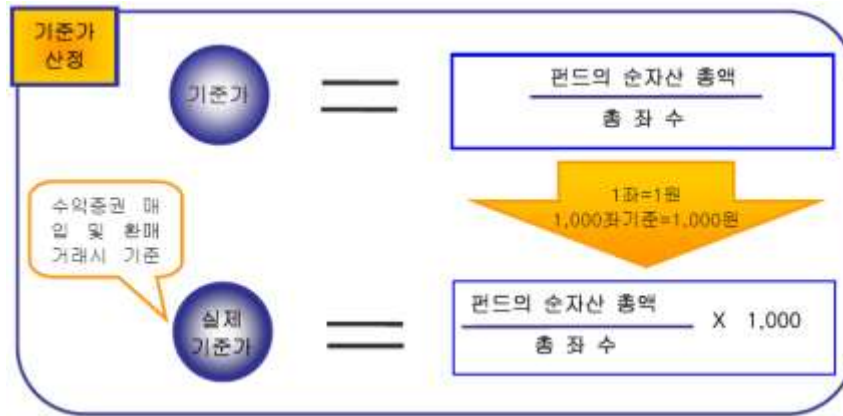 기준가
산정
기준가
펀드의 순자산 총액
총 좌 수
1좌=1원
1,000좌기준=1,000원
수익증권 매
입 및 환매
거래시 기준
실제
기준가
펀드의 순자산 총액
총 좌 수
X 1,000